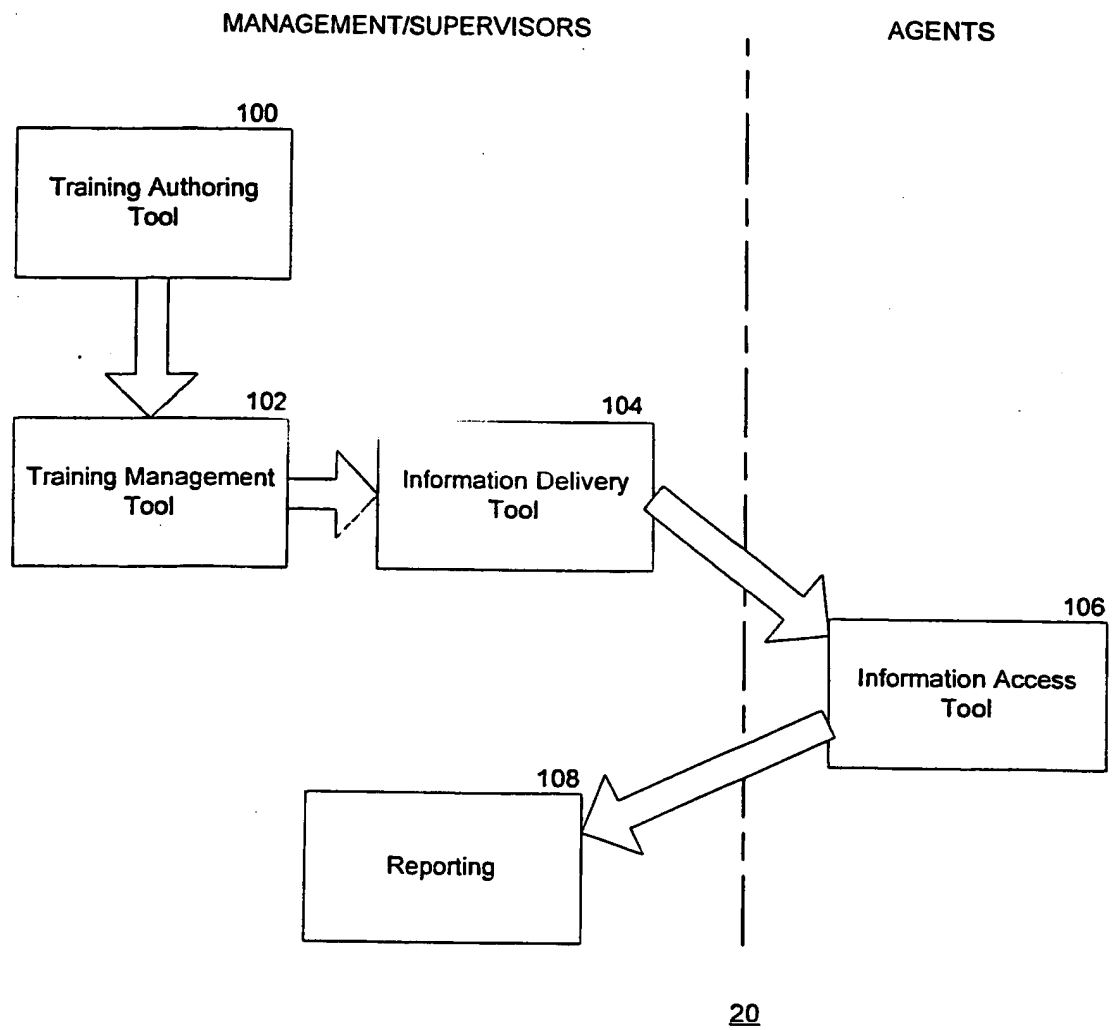 MANAGEMENT/SUPERVISORS
AGENTS
100
Training Authoring
Tool
102
Training Management
Tool
104
Information Delivery
Tool
106
Information Access
Tool
108
Reporting
20